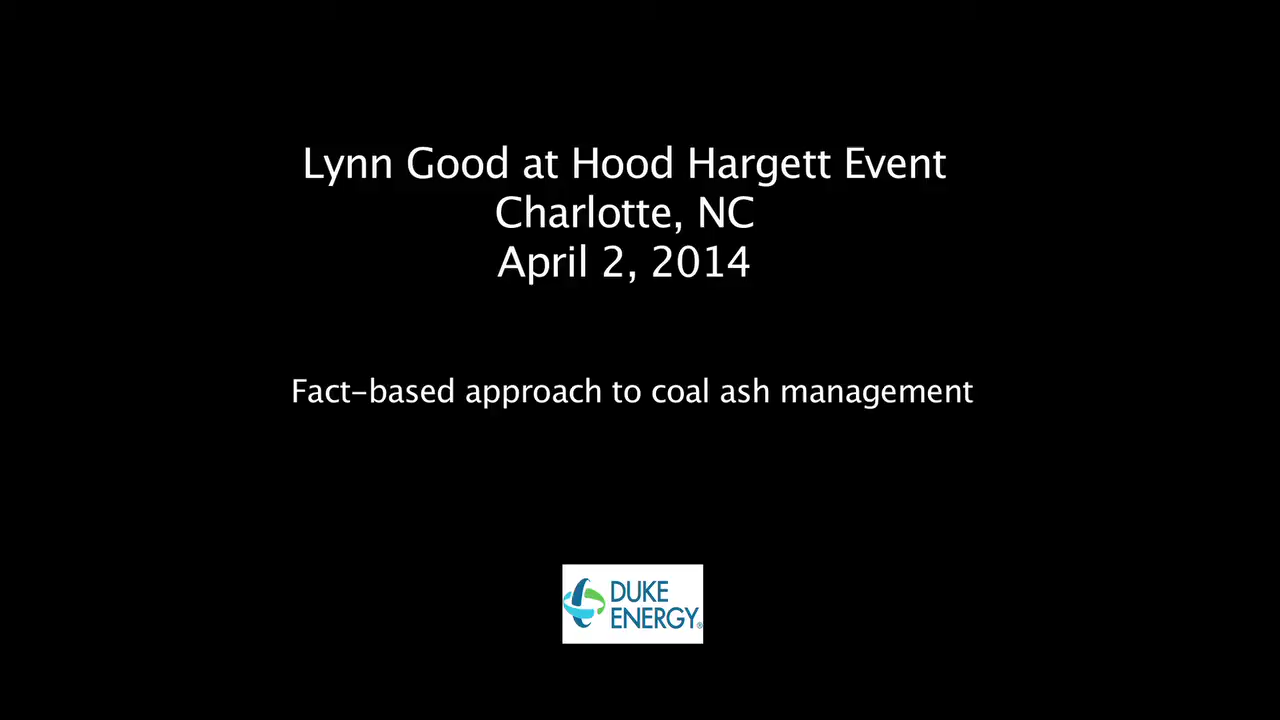 Lynn Good at Hood Hargett Event
Charlotte, NC
April 2, 2014
Fact-based approach to coal ash management
DUKE
ENERGY®